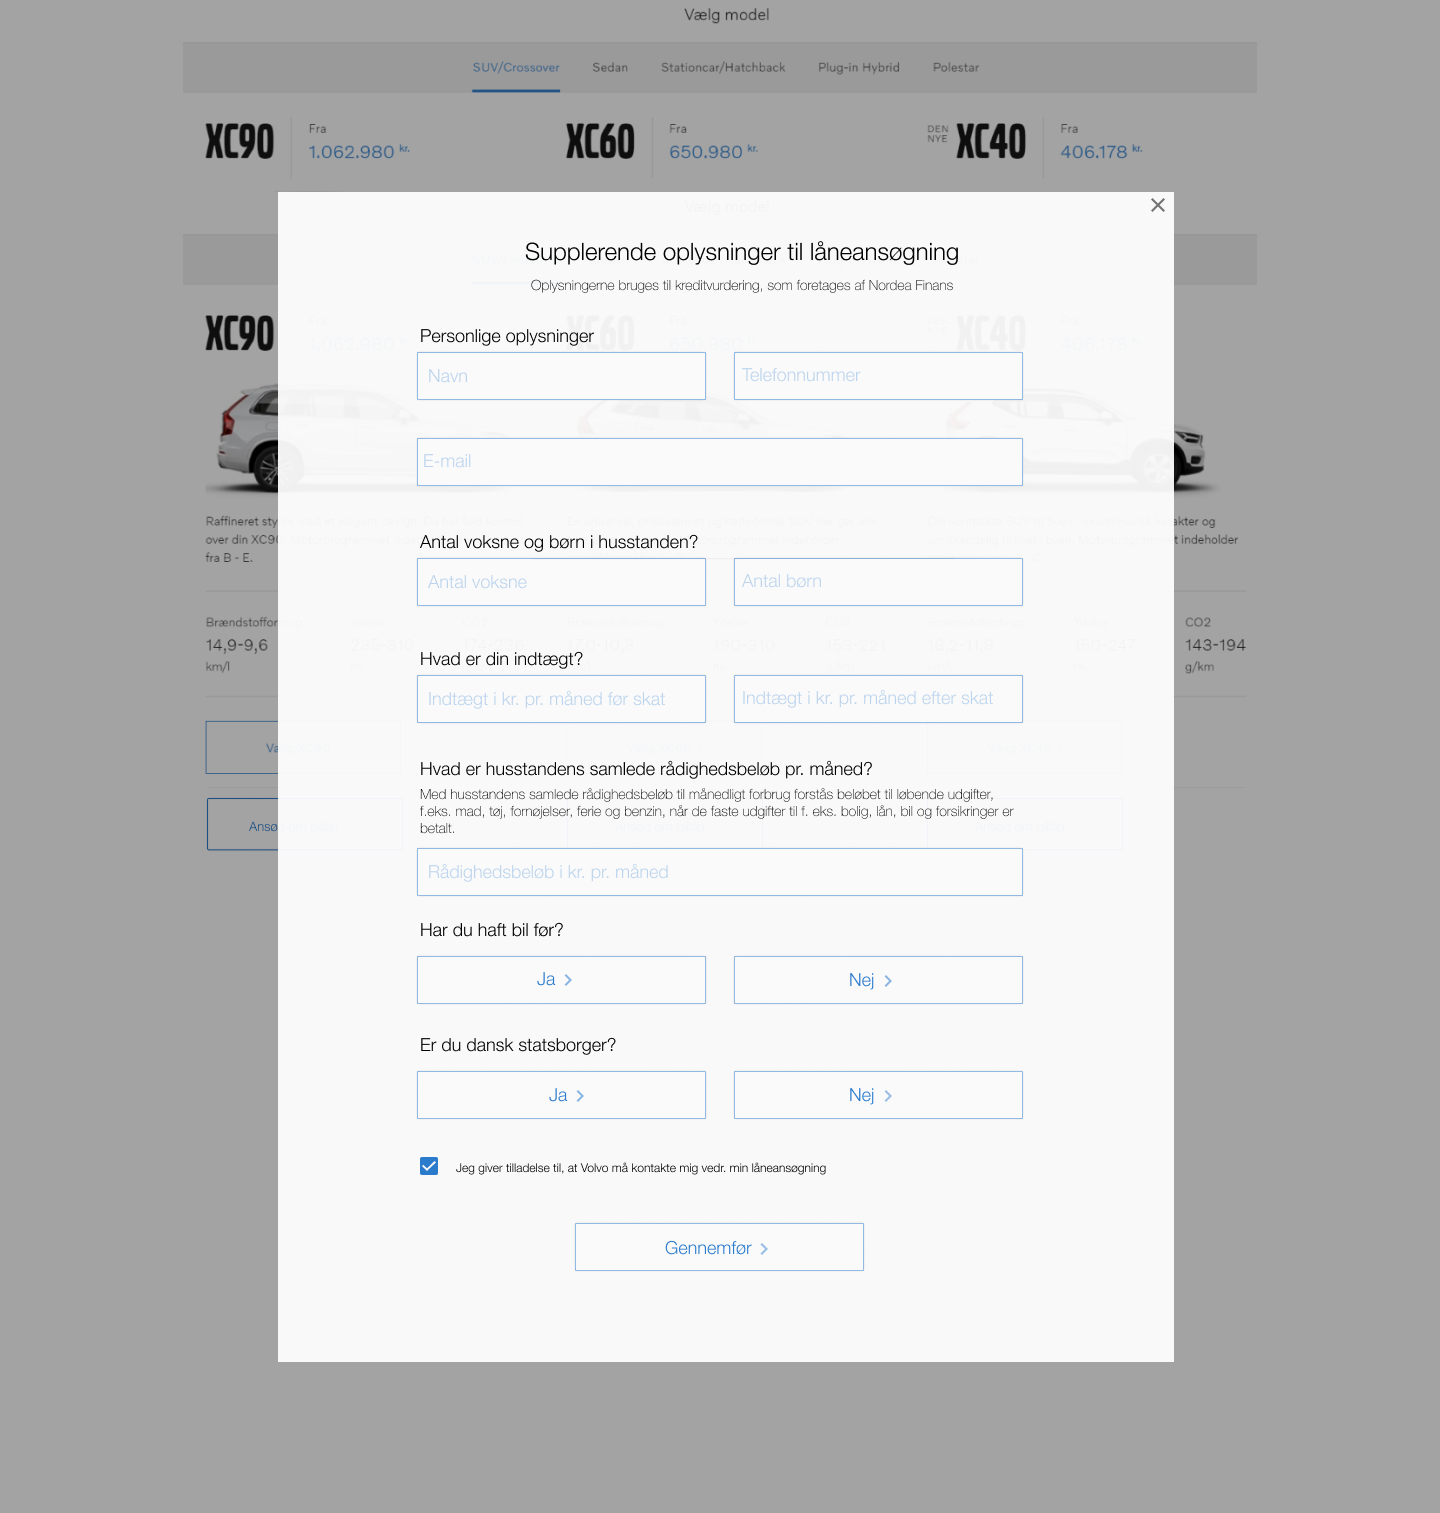 Vælg model
SUV/Crossover Sedan Stationcar/Hatchback Plug-in Hybrid Polestar
XC90 Fra 1.062.980 kr.
XC60 Fra 650.980 kr.
DEN NYE XC40 Fra 406.178 kr.
Vælg model
Supplerende oplysninger til låneansøgning
Oplysningerne bruges til kreditvurdering, som foretages af Nordea Finans
XC90
XC60
XC40
Personlige oplysninger
Navn
Telefonnummer
E-mail
Raffineret
over din XC90
fra B - E.
akter og
indeholder
Antal voksne og børn i husstanden?
Antal voksne
Antal børn
14,9-9,6
km/l
CO2
143-194
g/km
Hvad er din indtægt?
Indtægt i kr. pr. måned før skat
Indtægt i kr. pr. måned efter skat
Hvad er husstandens samlede rådighedsbeløb pr. måned?
Med husstandens samlede rådighedsbeløb til månedligt forbrug forstås beløbet til løbende udgifter,
f.eks. mad, tøj, fornøjelser, ferie og benzin, når de faste udgifter til f. eks. bolig, lån, bil og forsikringer er
betalt.
Rådighedsbeløb i kr. pr. måned
Har du haft bil før?
Ja
Nej
Er du dansk statsborger?
Ja
Nej
Jeg giver tilladelse til, at Volvo må kontakte mig vedr. min låneansøgning
Gennemfør